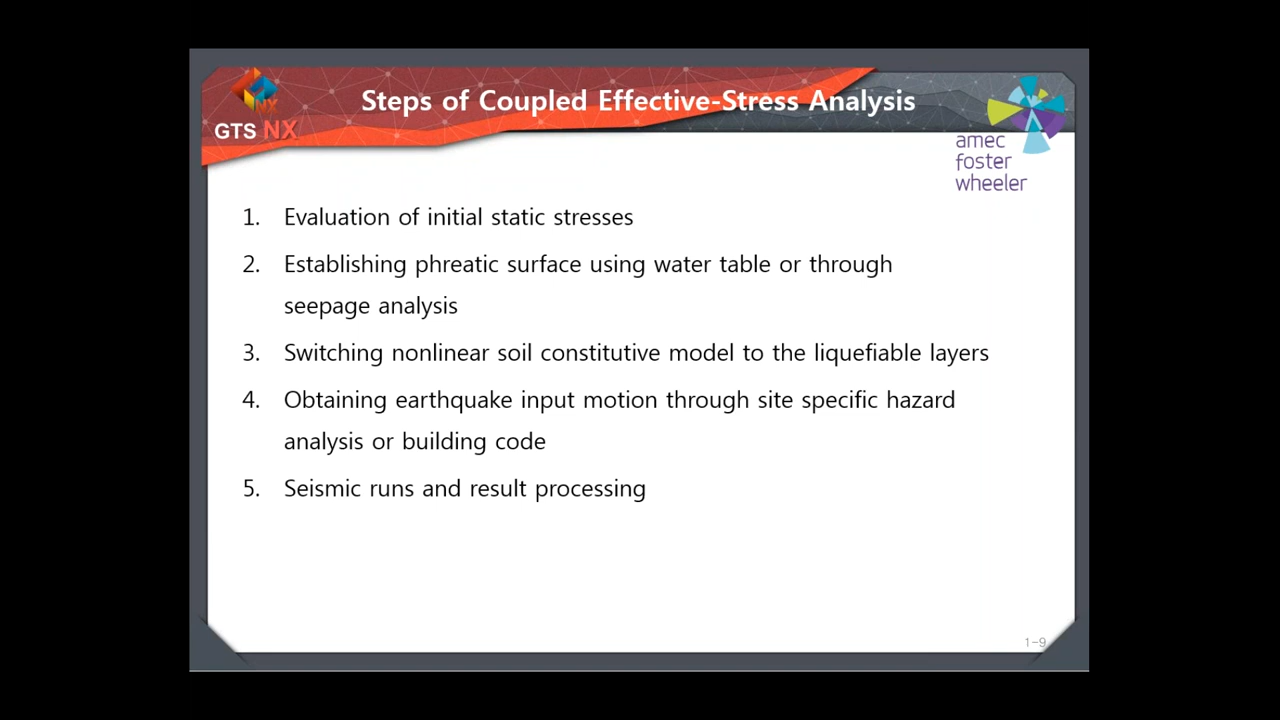 Steps of Coupled Effective-Stress Analysis
NX
GTS NX
amec
foster
wheeler
1. Evaluation of initial static stresses
2. Establishing phreatic surface using water table or through
seepage analysis
3. Switching nonlinear soil constitutive model to the liquefiable layers
4. Obtaining earthquake input motion through site specific hazard
analysis or building code
5. Seismic runs and result processing
1-9